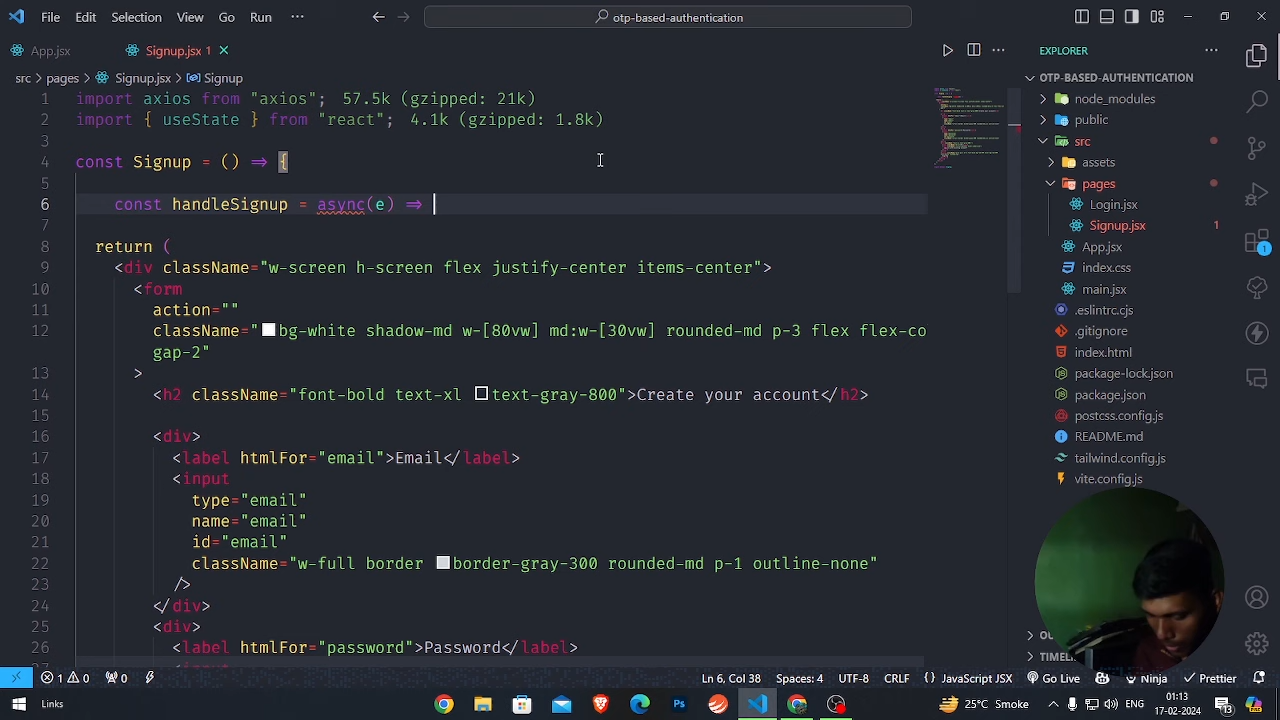 File Edit Selection View Go Run ··· otp-based-authentication
App.jsx Signup.jsx 1
src > pages > Signup.jsx > Signup
1 import axios from "axios"; 57.5k (gzipped: 21k)
2 import { useState } from "react"; 4.1k (gzipped: 1.8k)
3
4 const Signup = () => {
5
6 const handleSignup = async(e) =>
7
8 return (
9 <div className="w-screen h-screen flex justify-center items-center">
10 <form
11 action=""
12 className="bg-white shadow-md w-[80vw] md:w-[30vw] rounded-md p-3 flex flex-co
gap-2"
13 >
14 <h2 className="font-bold text-xl text-gray-800">Create your account</h2>
15
16 <div>
17 <label htmlFor="email">Email</label>
18 <input
19 type="email"
20 name="email"
21 id="email"
22 className="w-full border border-gray-300 rounded-md p-1 outline-none"
23 />
24 </div>
25 <div>
26 <label htmlFor="password">Password</label>
EXPLORER
OTP-BASED-AUTHENTICATION
node_modules
public
src
assets
pages
Login.jsx
Signup.jsx 1
App.jsx
index.css
main.jsx
.eslintrc.cjs
.gitignore
index.html
package-lock.json
package.json
postcss.config.js
README.md
tailwind.config.js
vite.config.js
1
TIMELINE
1 0 0 Ln 6, Col 38 Spaces: 4 UTF-8 CRLF {} JavaScript JSX Go Live Ninja Prettier
Links 25°C Smoke 01:13
17-02-2024